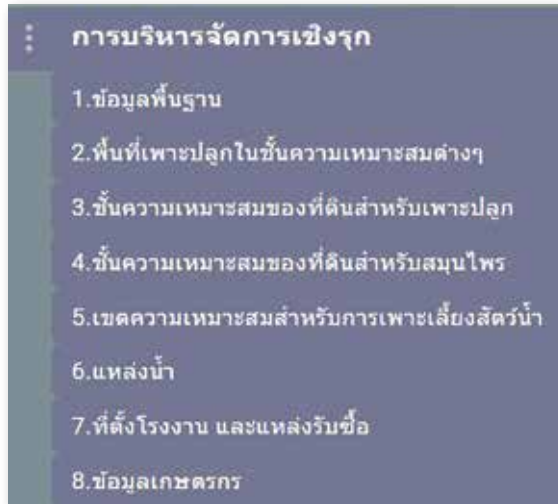 การบริหารจัดการเชิงรุก
1.ข้อมูลพื้นฐาน
2.พื้นที่เพาะปลูกในชั้นความเหมาะสมต่างๆ
3.ชั้นความเหมาะสมของที่ดินสำหรับเพาะปลูก
4.ชั้นความเหมาะสมของที่ดินสำหรับสมุนไพร
5.เขตความเหมาะสมสำหรับการเพาะเลี้ยงสัตว์น้ำ
6.แหล่งน้ำ
7.ที่ตั้งโรงงาน และแหล่งรับซื้อ
8.ข้อมูลเกษตรกร